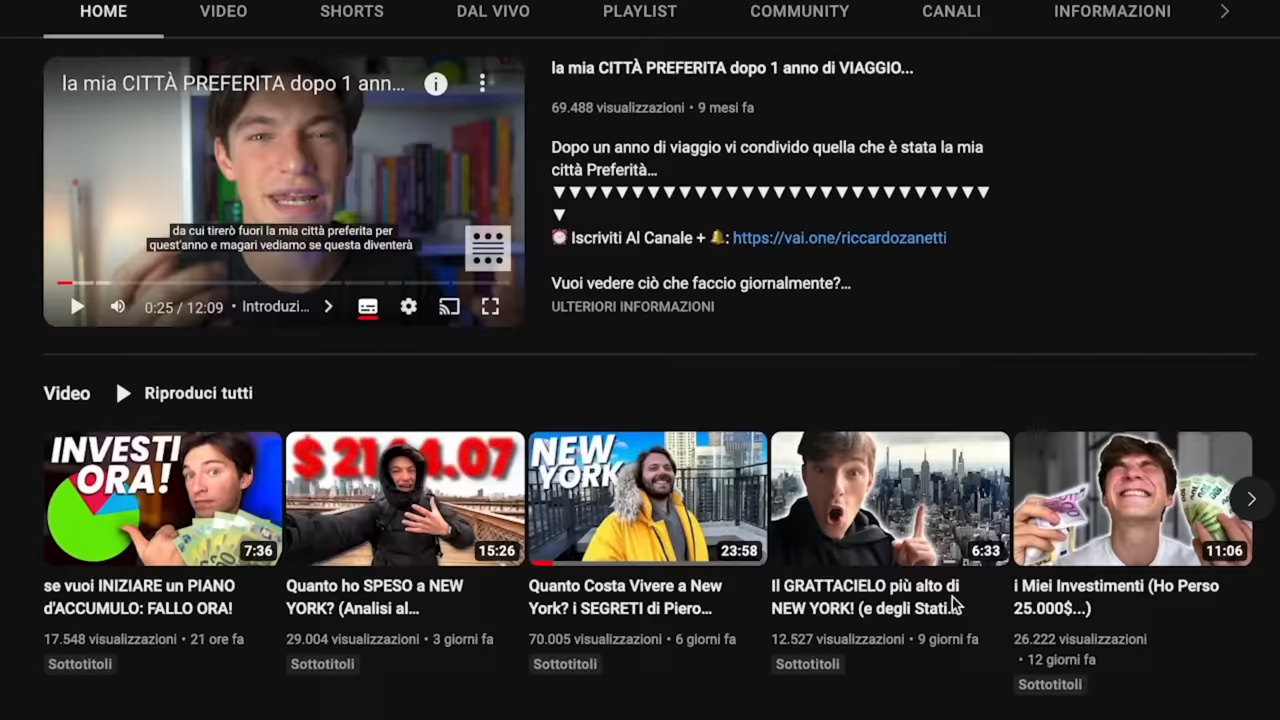 HOME VIDEO SHORTS DAL VIVO PLAYLIST COMMUNITY CANALI INFORMAZIONI
la mia CITTÀ PREFERITA dopo 1 ann...
da cui tirerò fuori la mia città preferita per
quest'anno e magari vediamo se questa diventerà
0:25 / 12:09 • Introduzi...
la mia CITTÀ PREFERITA dopo 1 anno di VIAGGIO...
69.488 visualizzazioni • 9 mesi fa
Dopo un anno di viaggio vi condivido quella che è stata la mia
città Preferità...
▼▼▼▼▼▼▼▼▼▼▼▼▼▼▼▼▼▼▼▼▼▼▼▼▼▼▼▼
▼
⏰ Iscriviti Al Canale + 🔔: https://vai.one/riccardozanetti
Vuoi vedere ciò che faccio giornalmente?...
ULTERIORI INFORMAZIONI
Video Riproduci tutti
INVESTI
ORA!
7:36
se vuoi INIZIARE un PIANO
d'ACCUMULO: FALLO ORA!
17.548 visualizzazioni • 21 ore fa
Sottotitoli
15:26
Quanto ho SPESO a NEW
YORK? (Analisi al...
29.004 visualizzazioni • 3 giorni fa
Sottotitoli
NEW
YORK
23:58
Quanto Costa Vivere a New
York? i SEGRETI di Piero...
70.005 visualizzazioni • 6 giorni fa
Sottotitoli
6:33
Il GRATTACIELO più alto di
NEW YORK! (e degli Stati...
12.527 visualizzazioni • 9 giorni fa
Sottotitoli
11:06
i Miei Investimenti (Ho Perso
25.000$...)
26.222 visualizzazioni
• 12 giorni fa
Sottotitoli